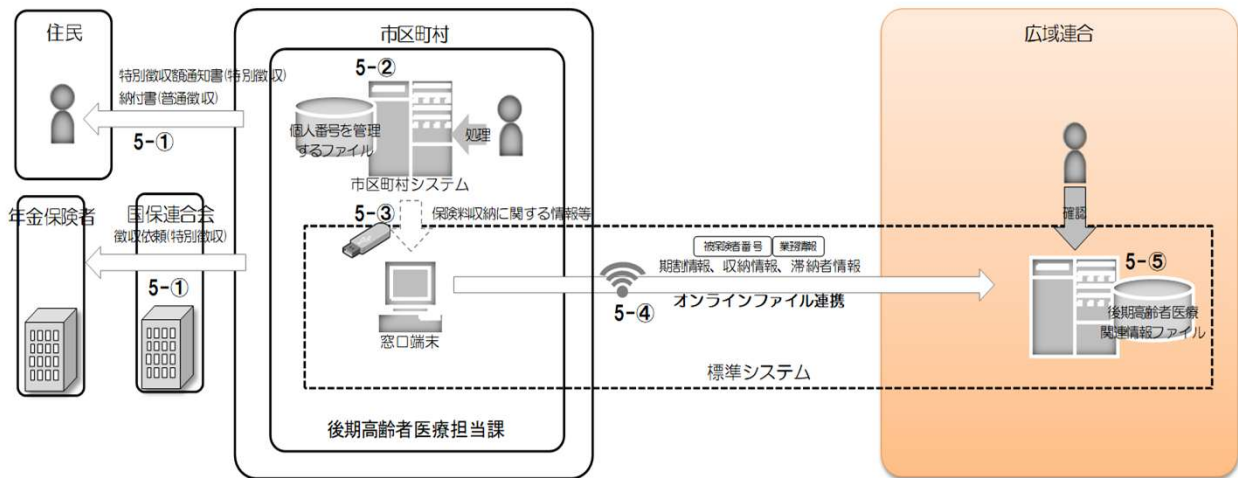 住民
特別徴収額通知書(特別徴収)
納付書(普通徴収)
5-①
年金保険者
国保連合会
徴収依頼(特別徴収)
5-①
市区町村
5-②
個人番号を管理
するファイル
処理
市区町村システム
5-③
保険料収納に関する情報等
窓口端末
後期高齢者医療担当課
被保険者番号
業務情報
期割情報、収納情報、滞納者情報
5-④
オンラインファイル連携
標準システム
広域連合
確認
5-⑤
後期高齢者医療
関連情報ファイル